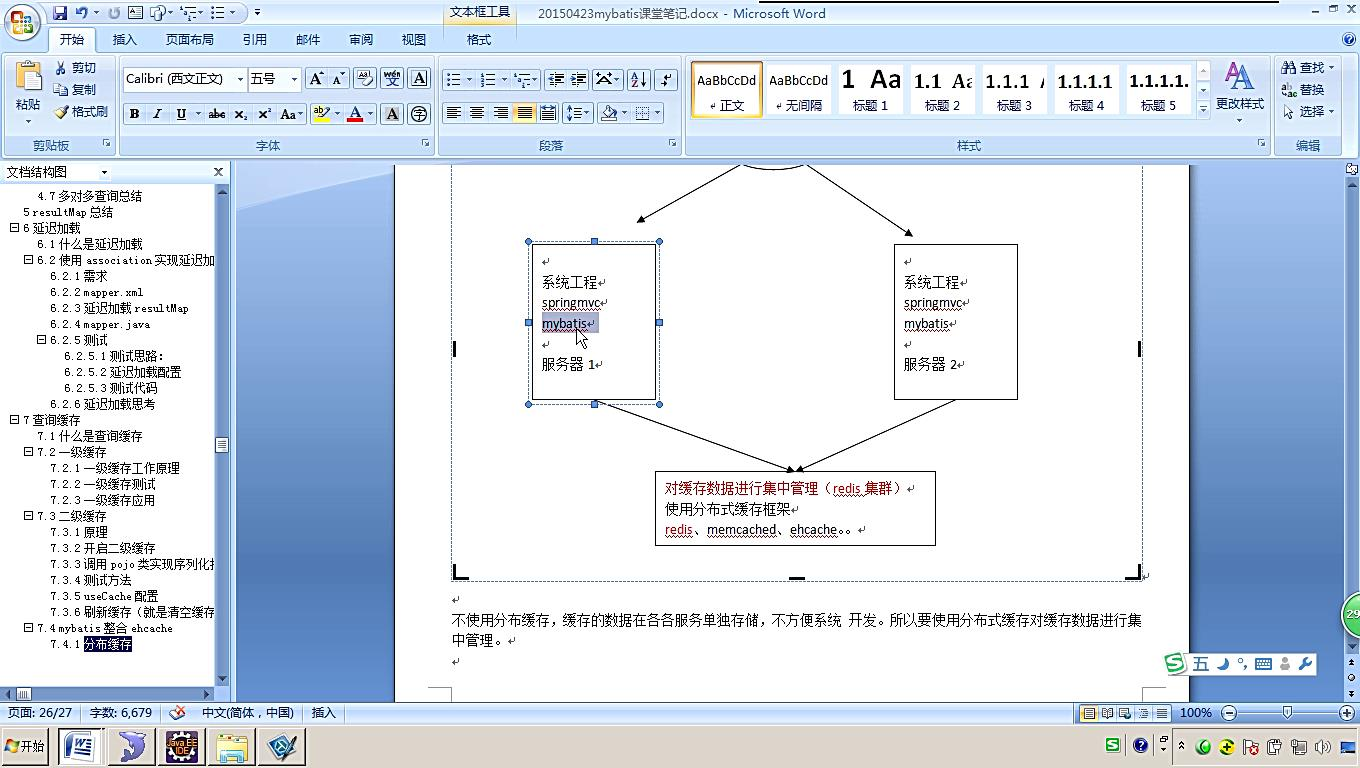 文本框工具
20150423mybatis课堂笔记.docx - Microsoft Word
开始
插入
页面布局
引用
邮件
审阅
视图
格式
粘贴
剪切
复制
格式刷
剪贴板
Calibri (西文正文)
五号
字体
段落
AaBbCcDd
正文
AaBbCcDd
无间隔
1 Aa
标题 1
1.1 Aa
标题 2
1.1.1
标题 3
1.1.1.1
标题 4
1.1.1.1.
标题 5
更改样式
样式
查找
替换
选择
编辑
文档结构图
4.7 多对多查询总结
5 resultMap 总结
6 延迟加载
6.1 什么是延迟加载
6.2 使用 association 实现延迟加
6.2.1 需求
6.2.2 mapper.xml
6.2.3 延迟加载 resultMap
6.2.4 mapper.java
6.2.5 测试
6.2.5.1 测试思路：
6.2.5.2 延迟加载配置
6.2.5.3 测试代码
6.2.6 延迟加载思考
7 查询缓存
7.1 什么是查询缓存
7.2 一级缓存
7.2.1 一级缓存工作原理
7.2.2 一级缓存测试
7.2.3 一级缓存应用
7.3 二级缓存
7.3.1 原理
7.3.2 开启二级缓存
7.3.3 调用 pojo 类实现序列化
7.3.4 测试方法
7.3.5 useCache 配置
7.3.6 刷新缓存（就是清空缓存
7.4 mybatis 整合 ehcache
7.4.1 分布缓存
系统工程
springmvc
mybatis
服务器 1
系统工程
springmvc
mybatis
服务器 2
对缓存数据进行集中管理（redis 集群）
使用分布式缓存框架
redis、memcached、ehcache。。
不使用分布缓存，缓存的数据在各各服务单独存储，不方便系统 开发。所以要使用分布式缓存对缓存数据进行集
中管理。
29
五
页面: 26/27
字数: 6,679
中文(简体，中国)
插入
100%
开始
Java EE
IDE